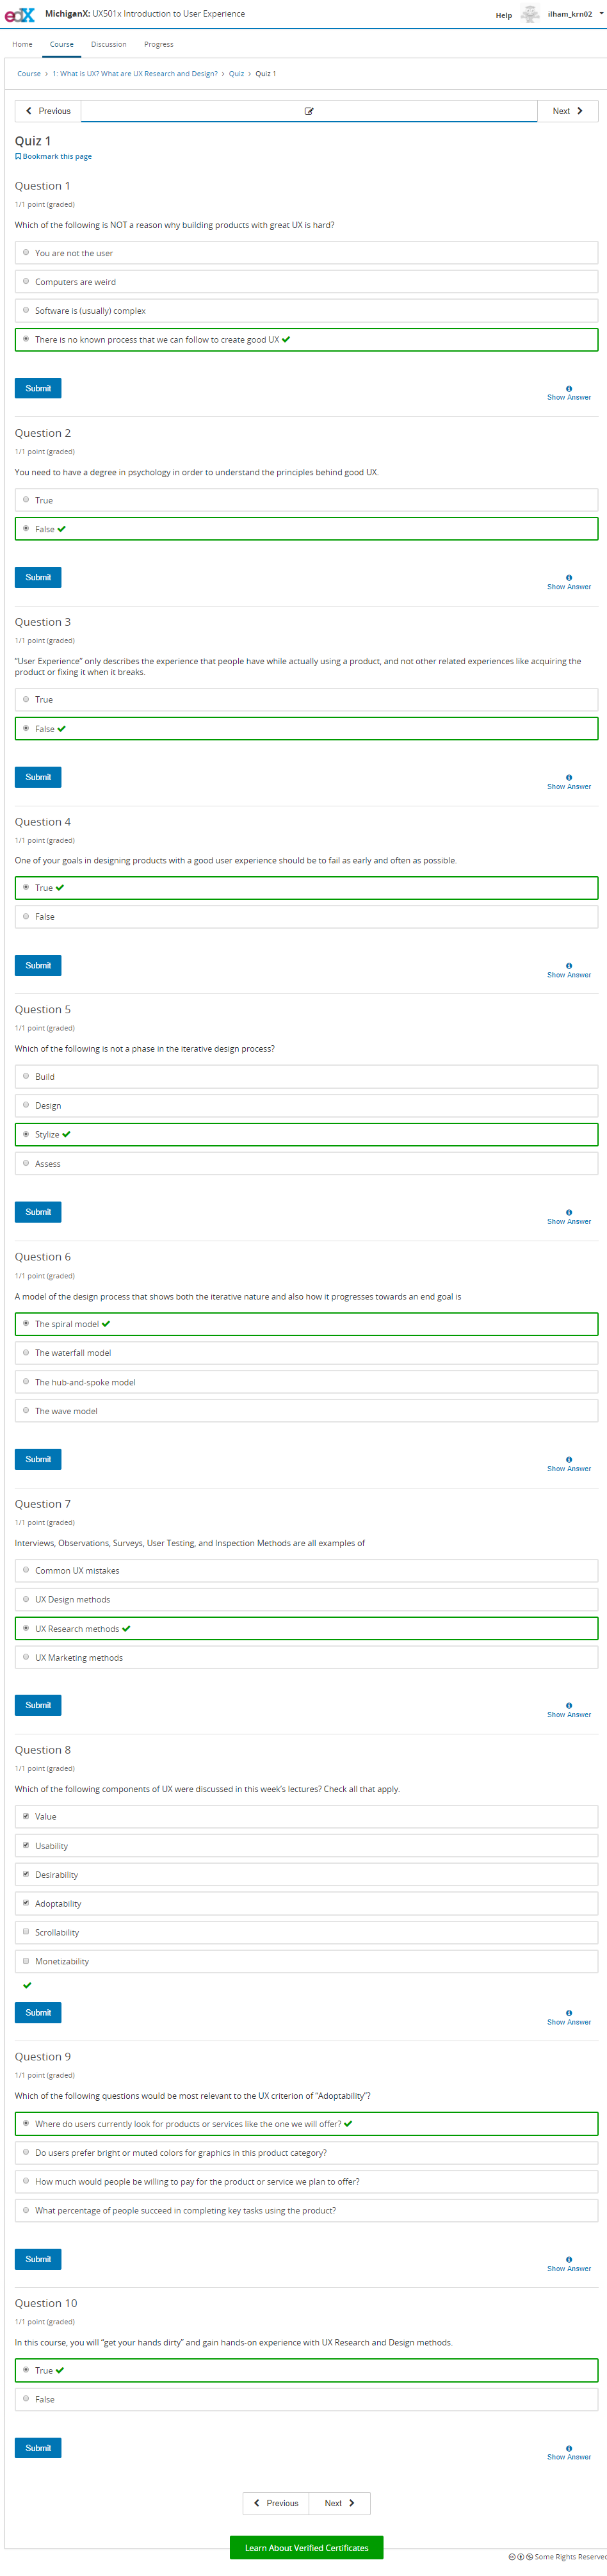 edX MichiganX: UX501x Introduction to User Experience Help ilham_krn02
Home Course Discussion Progress
Course > 1: What is UX? What are UX Research and Design? > Quiz > Quiz 1
Previous Next
Quiz 1
Bookmark this page
Question 1
1/1 point (graded)
Which of the following is NOT a reason why building products with great UX is hard?
You are not the user
Computers are weird
Software is (usually) complex
There is no known process that we can follow to create good UX
Submit
Show Answer
Question 2
1/1 point (graded)
You need to have a degree in psychology in order to understand the principles behind good UX.
True
False
Submit
Show Answer
Question 3
1/1 point (graded)
“User Experience” only describes the experience that people have while actually using a product, and not other related experiences like acquiring the
product or fixing it when it breaks.
True
False
Submit
Show Answer
Question 4
1/1 point (graded)
One of your goals in designing products with a good user experience should be to fail as early and often as possible.
True
False
Submit
Show Answer
Question 5
1/1 point (graded)
Which of the following is not a phase in the iterative design process?
Build
Design
Stylize
Assess
Submit
Show Answer
Question 6
1/1 point (graded)
A model of the design process that shows both the iterative nature and also how it progresses towards an end goal is
The spiral model
The waterfall model
The hub-and-spoke model
The wave model
Submit
Show Answer
Question 7
1/1 point (graded)
Interviews, Observations, Surveys, User Testing, and Inspection Methods are all examples of
Common UX mistakes
UX Design methods
UX Research methods
UX Marketing methods
Submit
Show Answer
Question 8
1/1 point (graded)
Which of the following components of UX were discussed in this week’s lectures? Check all that apply.
Value
Usability
Desirability
Adoptability
Scrollability
Monetizability
Submit
Show Answer
Question 9
1/1 point (graded)
Which of the following questions would be most relevant to the UX criterion of “Adoptability”?
Where do users currently look for products or services like the one we will offer?
Do users prefer bright or muted colors for graphics in this product category?
How much would people be willing to pay for the product or service we plan to offer?
What percentage of people succeed in completing key tasks using the product?
Submit
Show Answer
Question 10
1/1 point (graded)
In this course, you will “get your hands dirty” and gain hands-on experience with UX Research and Design methods.
True
False
Submit
Show Answer
Previous Next
Learn About Verified Certificates
Some Rights Reserved